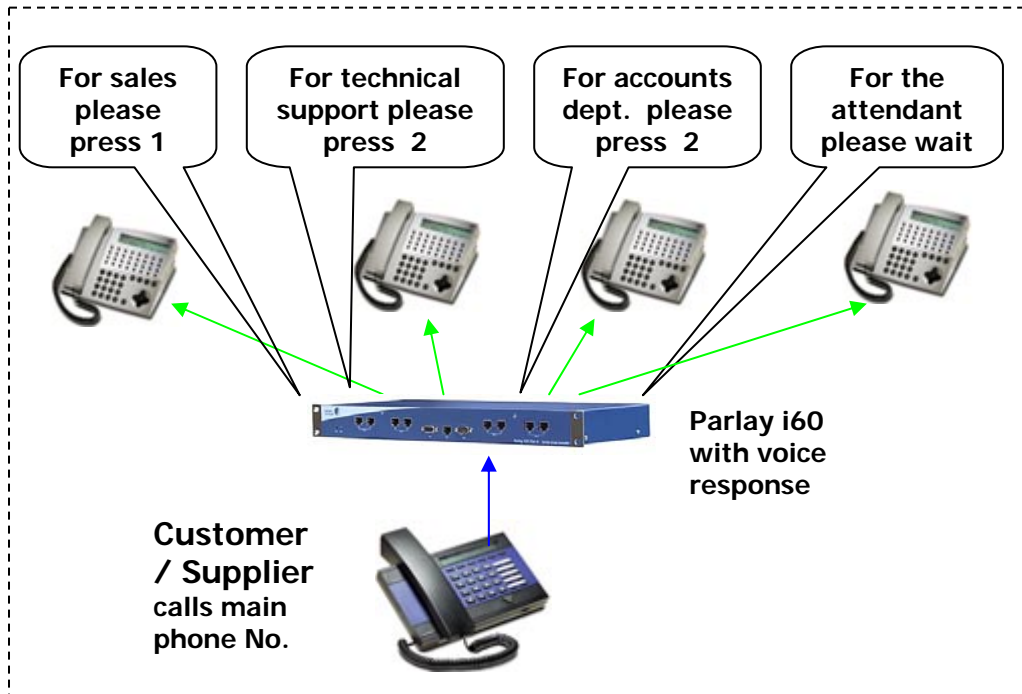 For sales
please
press 1
For technical
support please
press 2
For accounts
dept. please
press 2
For the
attendant
please wait
Parlay i60
with voice
response
Customer
/ Supplier
calls main
phone No.